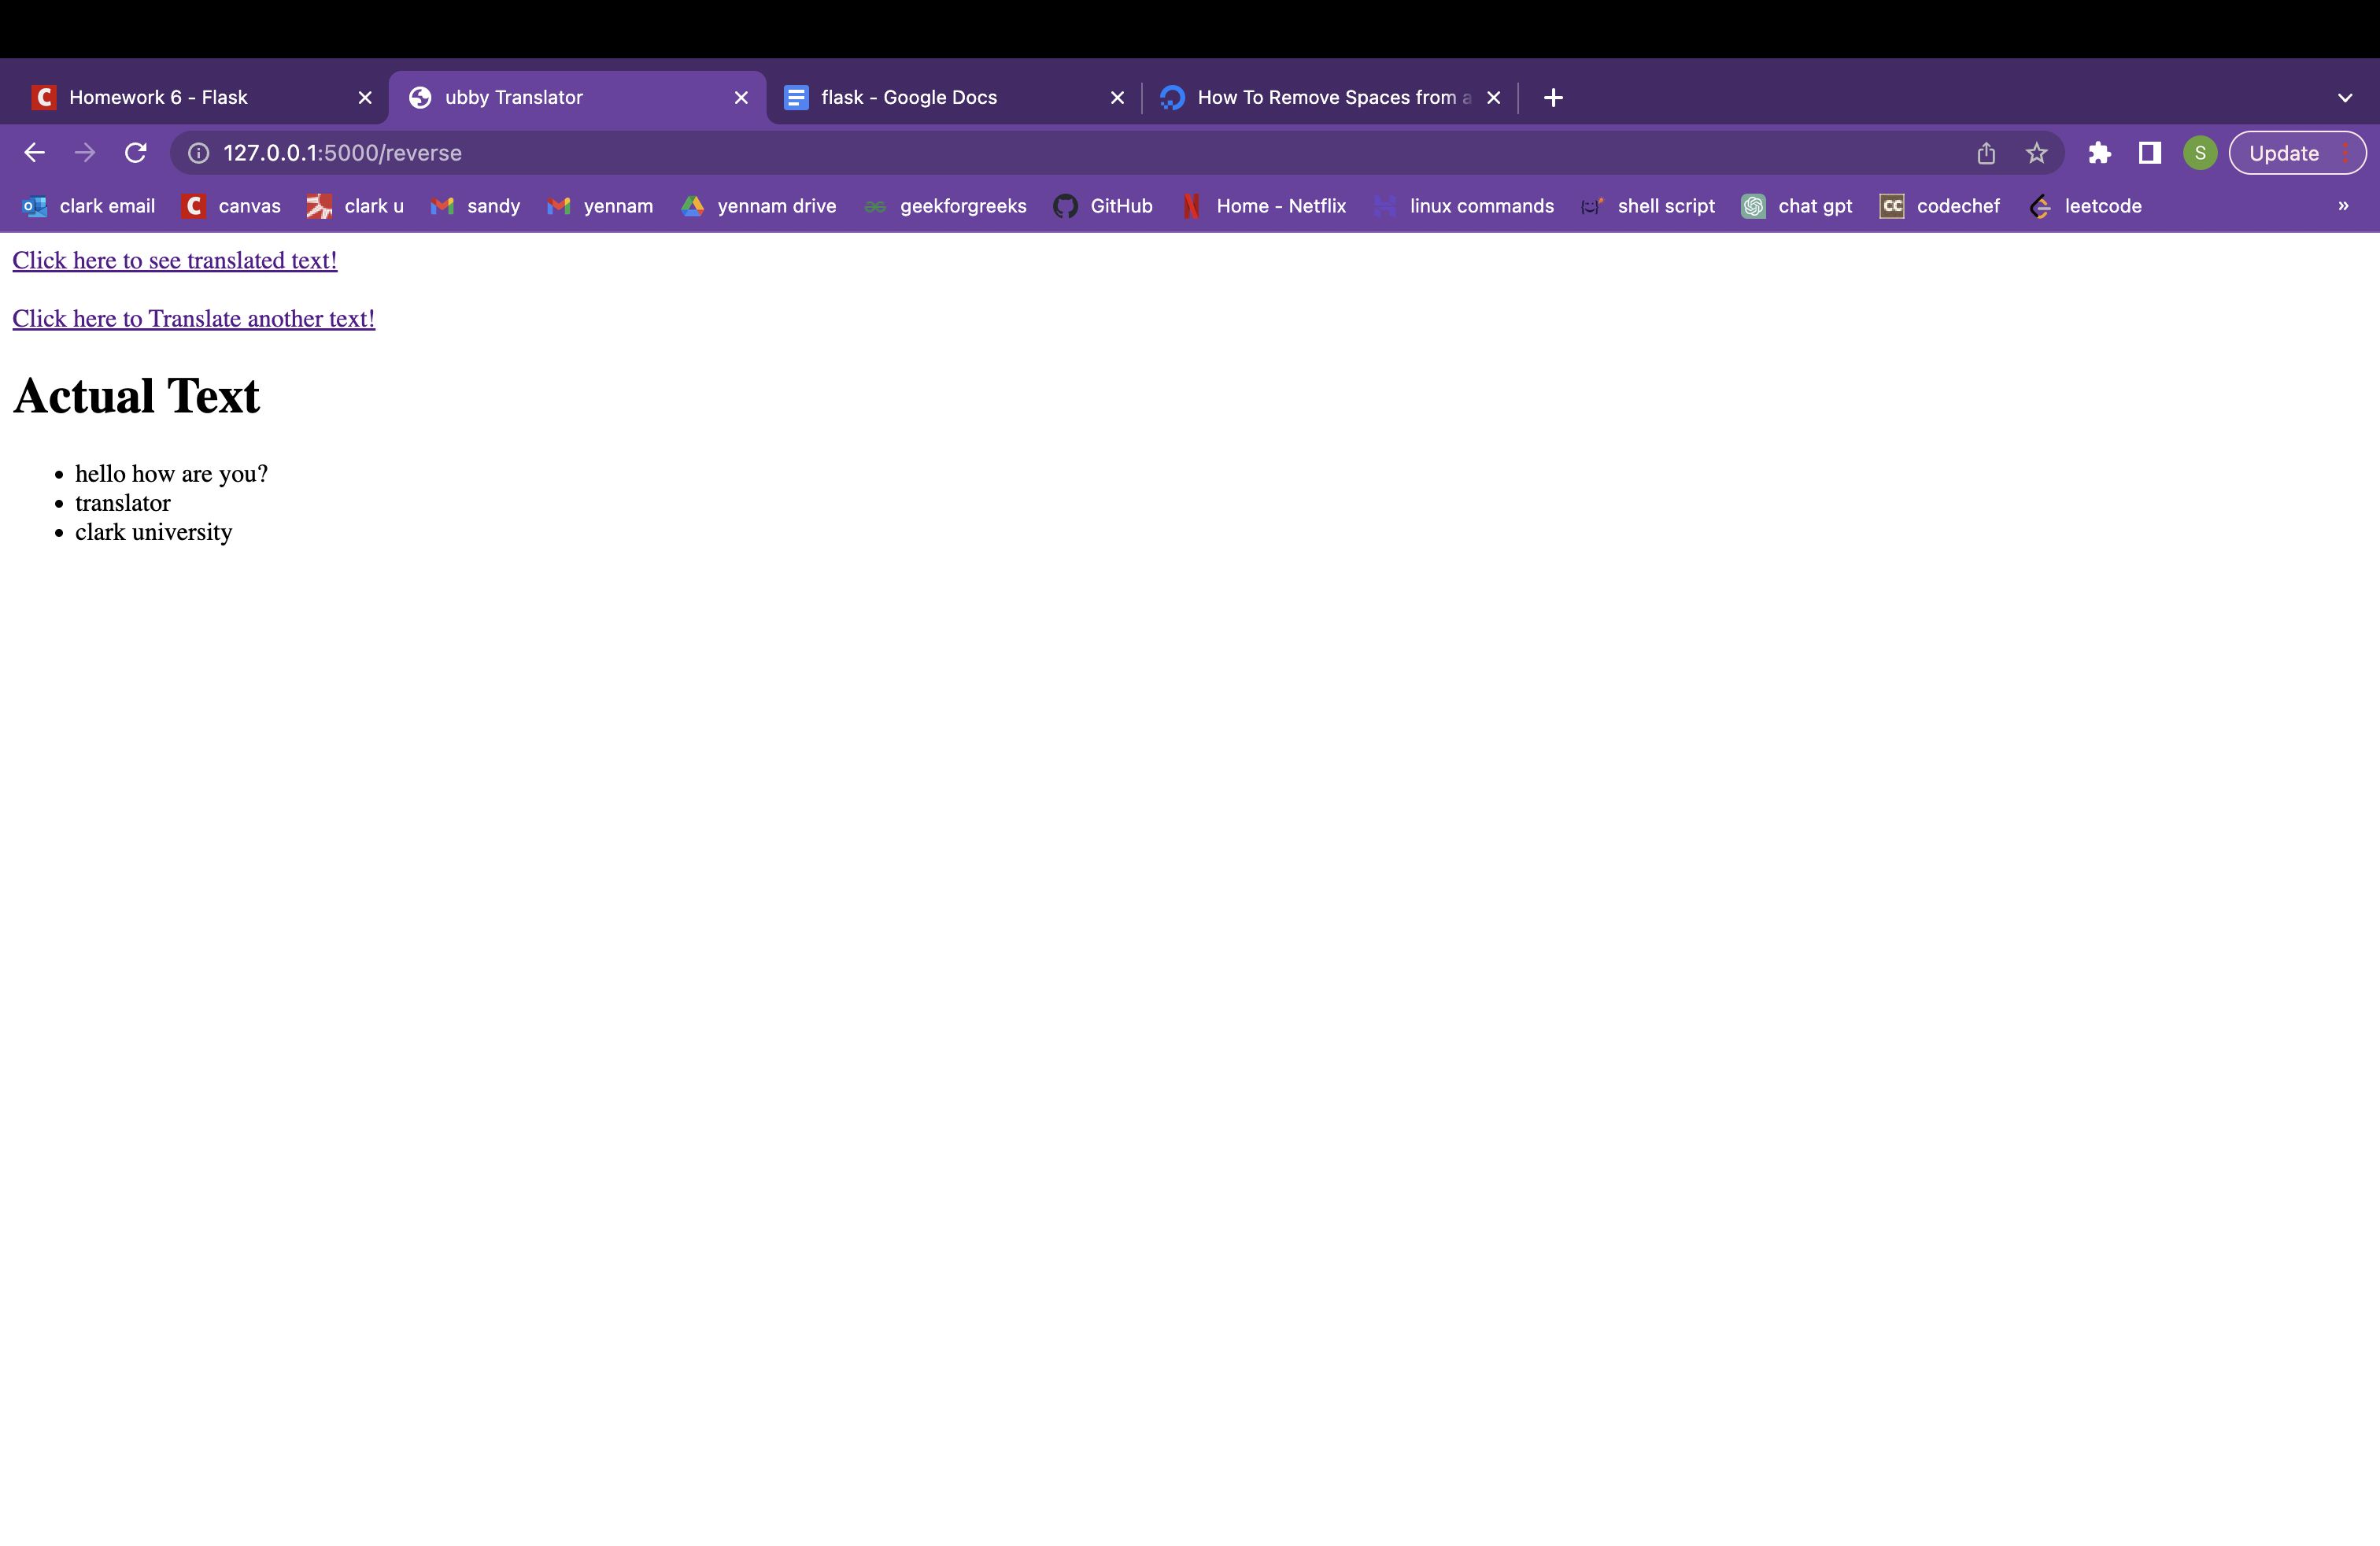 Homework 6 - Flask
ubby Translator
flask - Google Docs
How To Remove Spaces from a
127.0.0.1:5000/reverse
S
Update
clark email
canvas
clark u
sandy
yennam
yennam drive
geekforgreeks
GitHub
Home - Netflix
linux commands
shell script
chat gpt
codechef
leetcode
»
Click here to see translated text!
Click here to Translate another text!
Actual Text
• hello how are you?
• translator
• clark university